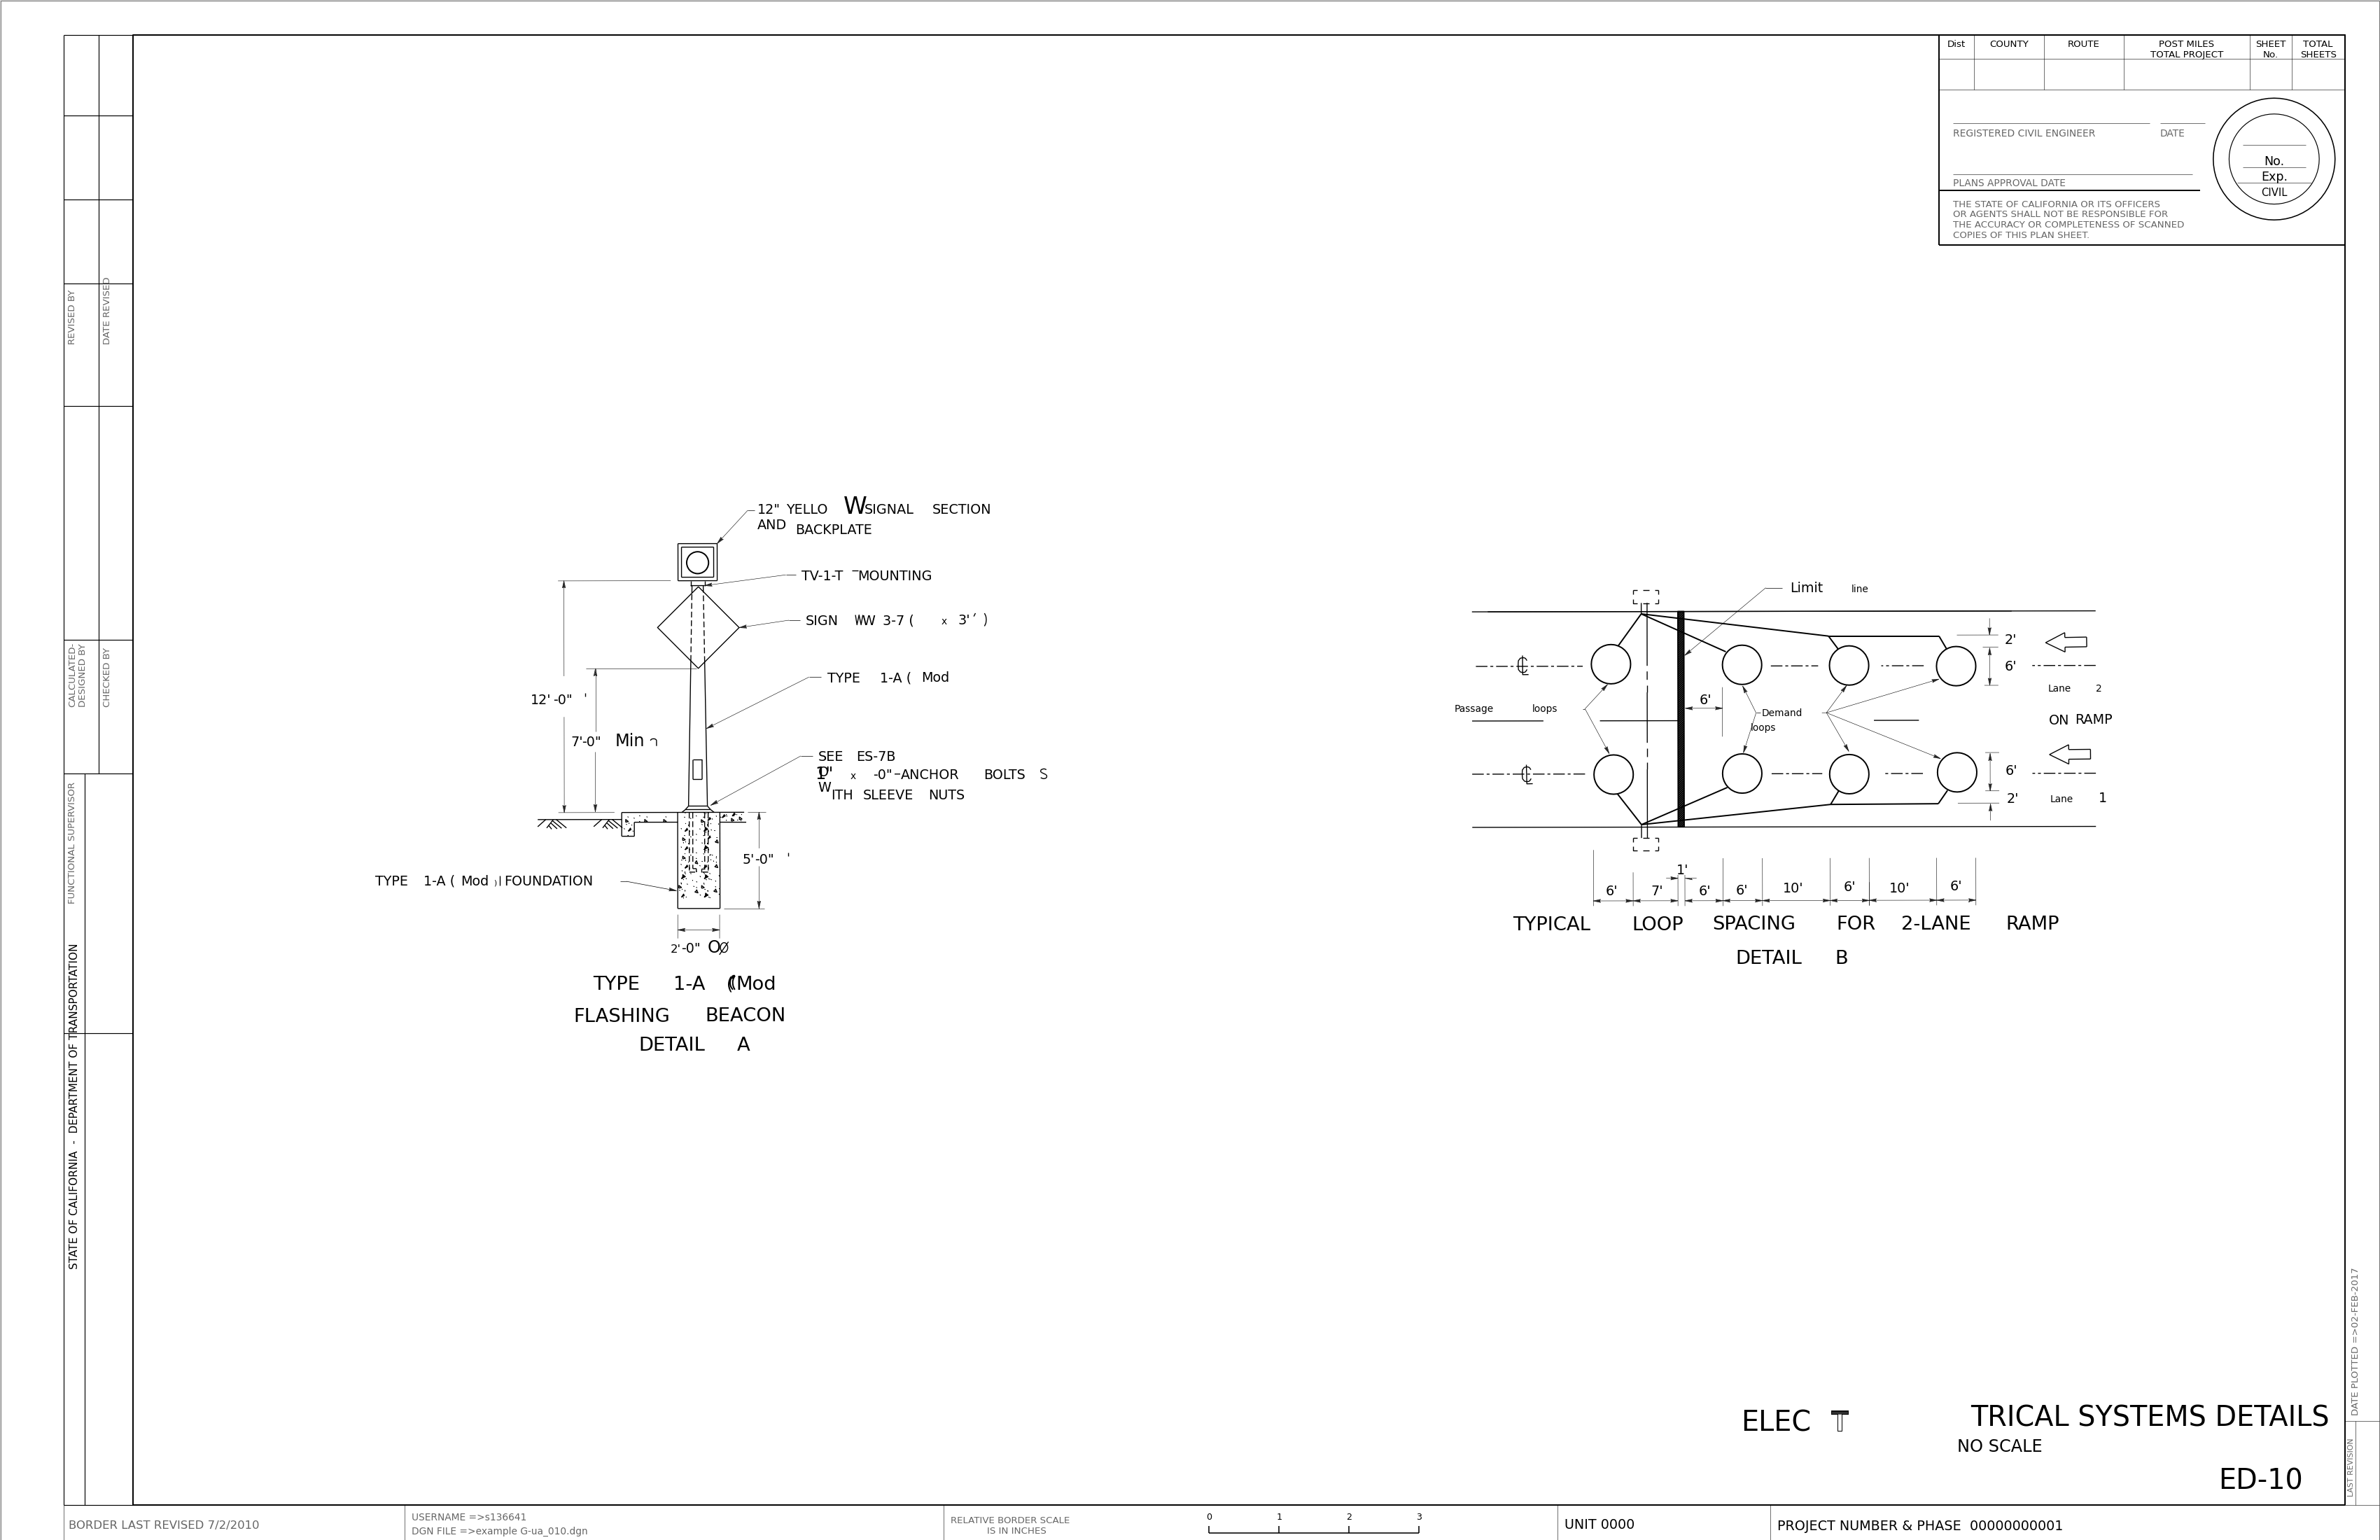 Dist COUNTY ROUTE POST MILES TOTAL PROJECT SHEET No. TOTAL SHEETS
REGISTERED CIVIL ENGINEER DATE
PLANS APPROVAL DATE
THE STATE OF CALIFORNIA OR ITS OFFICERS
OR AGENTS SHALL NOT BE RESPONSIBLE FOR
THE ACCURACY OR COMPLETENESS OF SCANNED
COPIES OF THIS PLAN SHEET.
No.
Exp.
CIVIL
REVISED BY
DATE REVISED
CALCULATED-
DESIGNED BY
CHECKED BY
FUNCTIONAL SUPERVISOR
STATE OF CALIFORNIA - DEPARTMENT OF TRANSPORTATION
12" YELLO W SIGNAL SECTION
AND BACKPLATE
TV-1-T MOUNTING
SIGN W 3-7 ( x 3' )
TYPE 1-A ( Mod
12'-0"
7'-0" Min
SEE ES-7B
1" x -0" ANCHOR BOLTS
W ITH SLEEVE NUTS
5'-0"
TYPE 1-A ( Mod ) FOUNDATION
2'-0" Ø
TYPE 1-A (Mod
FLASHING BEACON
DETAIL A
Limit line
2'
6'
Lane 2
Passage loops
6'
Demand
loops
ON RAMP
6'
2'
Lane 1
1'
6' 7' 6' 6' 10' 6' 10' 6'
TYPICAL LOOP SPACING FOR 2-LANE RAMP
DETAIL B
ELEC T TRICAL SYSTEMS DETAILS
NO SCALE
ED-10
DATE PLOTTED =>02-FEB-2017
LAST REVISION
BORDER LAST REVISED 7/2/2010
USERNAME =>s136641
DGN FILE =>example G-ua_010.dgn
RELATIVE BORDER SCALE
IS IN INCHES
0 1 2 3
UNIT 0000
PROJECT NUMBER & PHASE 00000000001